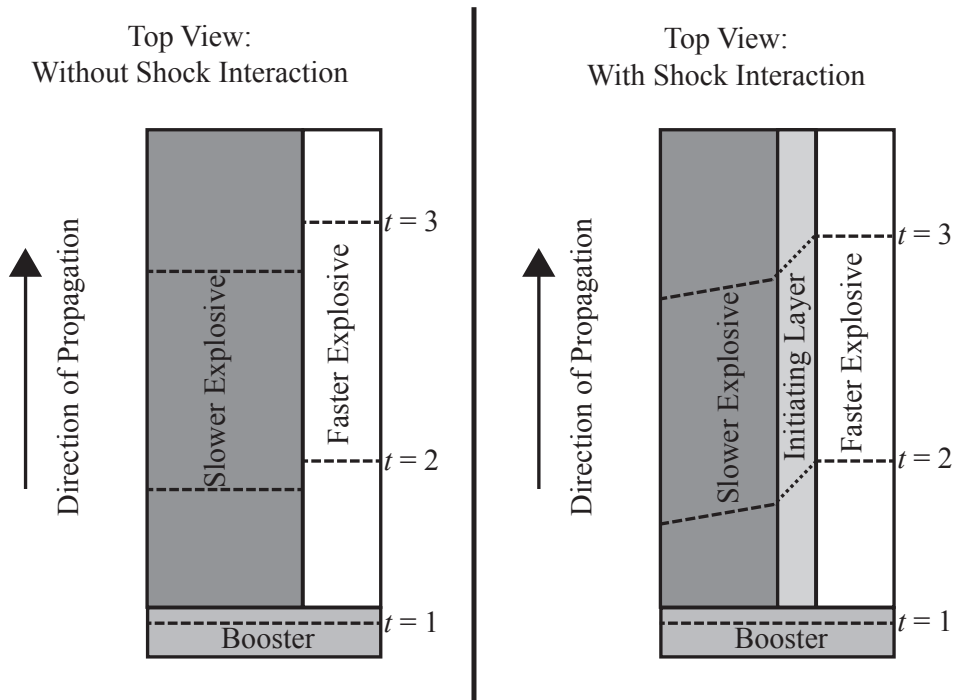 Top View:
Without Shock Interaction
Direction of Propagation
Slower Explosive
Faster Explosive
t = 3
t = 2
t = 1
Booster
Top View:
With Shock Interaction
Direction of Propagation
Slower Explosive
Initiating Layer
Faster Explosive
t = 3
t = 2
t = 1
Booster